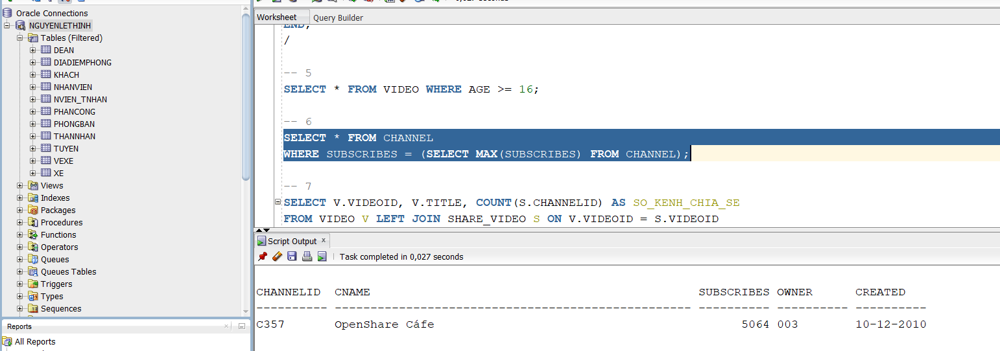 Oracle Connections
NGUYENLETHINH
Tables (Filtered)
DEAN
DIADIEMPHONG
KHACH
NHANVIEN
NVIEN_TNHAN
PHANCONG
PHONGBAN
THANNHAN
TUYEN
VEXE
XE
Views
Indexes
Packages
Procedures
Functions
Operators
Queues
Queues Tables
Triggers
Types
Sequences
Reports
All Reports
0,027 seconds
Worksheet Query Builder
END;
/
-- 5
SELECT * FROM VIDEO WHERE AGE >= 16;
-- 6
SELECT * FROM CHANNEL
WHERE SUBSCRIBES = (SELECT MAX(SUBSCRIBES) FROM CHANNEL);
-- 7
SELECT V.VIDEOID, V.TITLE, COUNT(S.CHANNELID) AS SO_KENH_CHIA_SE
FROM VIDEO V LEFT JOIN SHARE_VIDEO S ON V.VIDEOID = S.VIDEOID
Script Output x
Task completed in 0,027 seconds
CHANNELID CNAME SUBSCRIBES OWNER CREATED
---------- -------------------------------------------------- ---------- ---------- ----------
C357 OpenShare Cáfe 5064 003 10-12-2010